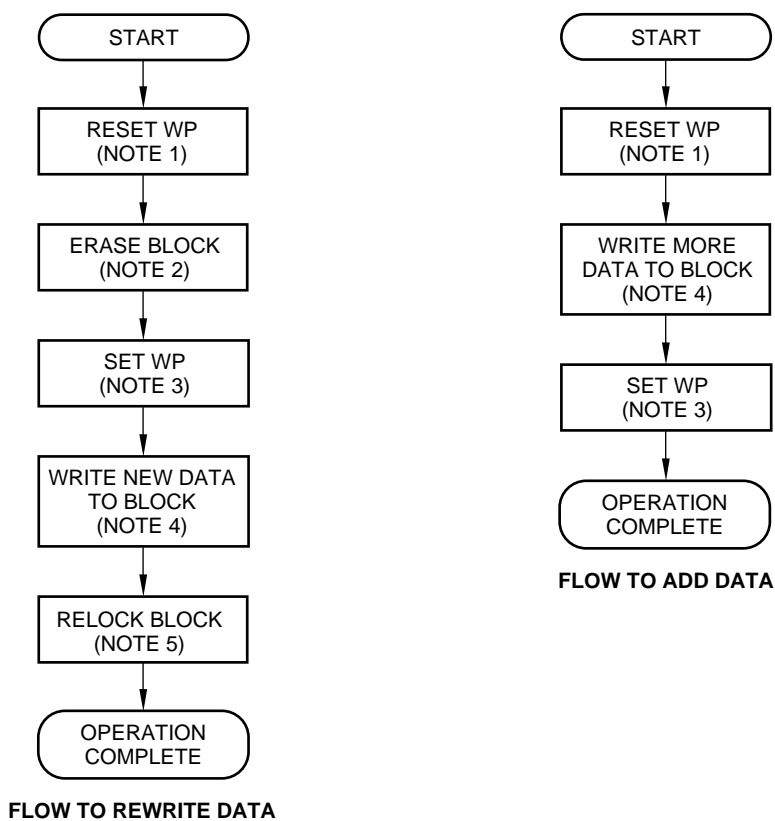 START
RESET WP
(NOTE 1)
ERASE BLOCK
(NOTE 2)
SET WP
(NOTE 3)
WRITE NEW DATA
TO BLOCK
(NOTE 4)
RELOCK BLOCK
(NOTE 5)
OPERATION
COMPLETE
FLOW TO REWRITE DATA
START
RESET WP
(NOTE 1)
WRITE MORE
DATA TO BLOCK
(NOTE 4)
SET WP
(NOTE 3)
OPERATION
COMPLETE
FLOW TO ADD DATA